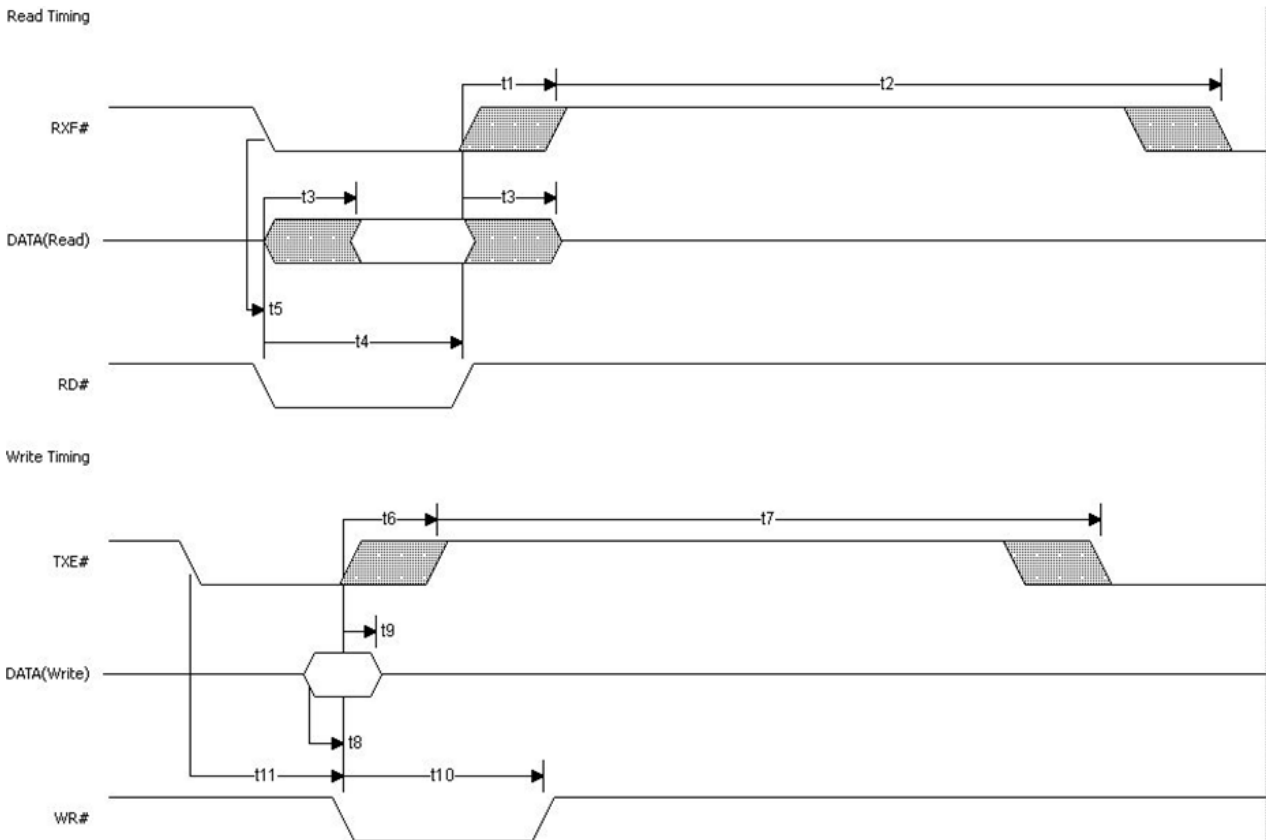 Read Timing
t1
t2
RXF#
t3
t3
DATA(Read)
t5
t4
RD#
Write Timing
t6
t7
TXE#
t9
DATA(Write)
t8
t11
t10
WR#